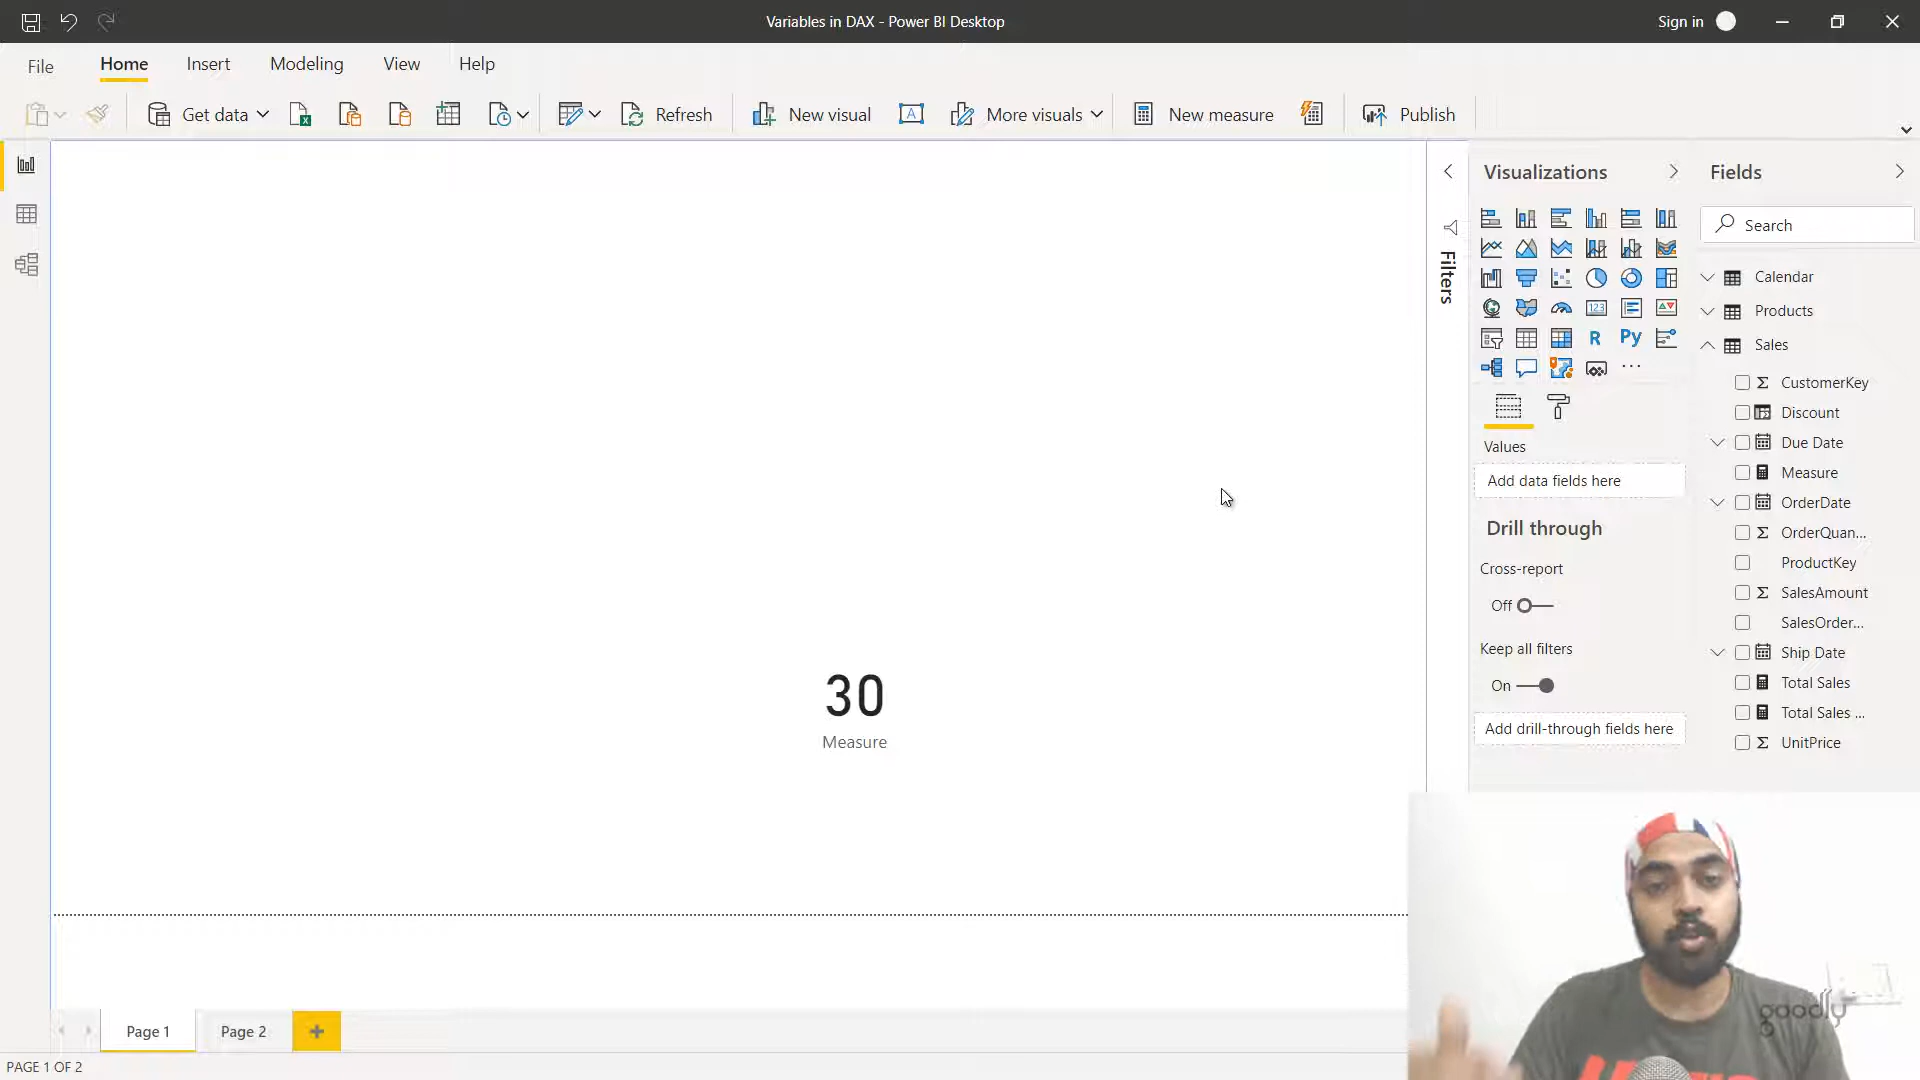 Variables in DAX - Power BI Desktop
Sign in
File
Home
Insert
Modeling
View
Help
Get data
Refresh
New visual
More visuals
New measure
Publish
Filters
Visualizations
123
R
Py
Values
Add data fields here
Drill through
Cross-report
Off
Keep all filters
On
Add drill-through fields here
Fields
Search
Calendar
Products
Sales
CustomerKey
Discount
Due Date
Measure
OrderDate
OrderQuan...
ProductKey
SalesAmount
SalesOrder...
Ship Date
Total Sales
Total Sales ...
UnitPrice
30
Measure
goodly
Page 1
Page 2
PAGE 1 OF 2